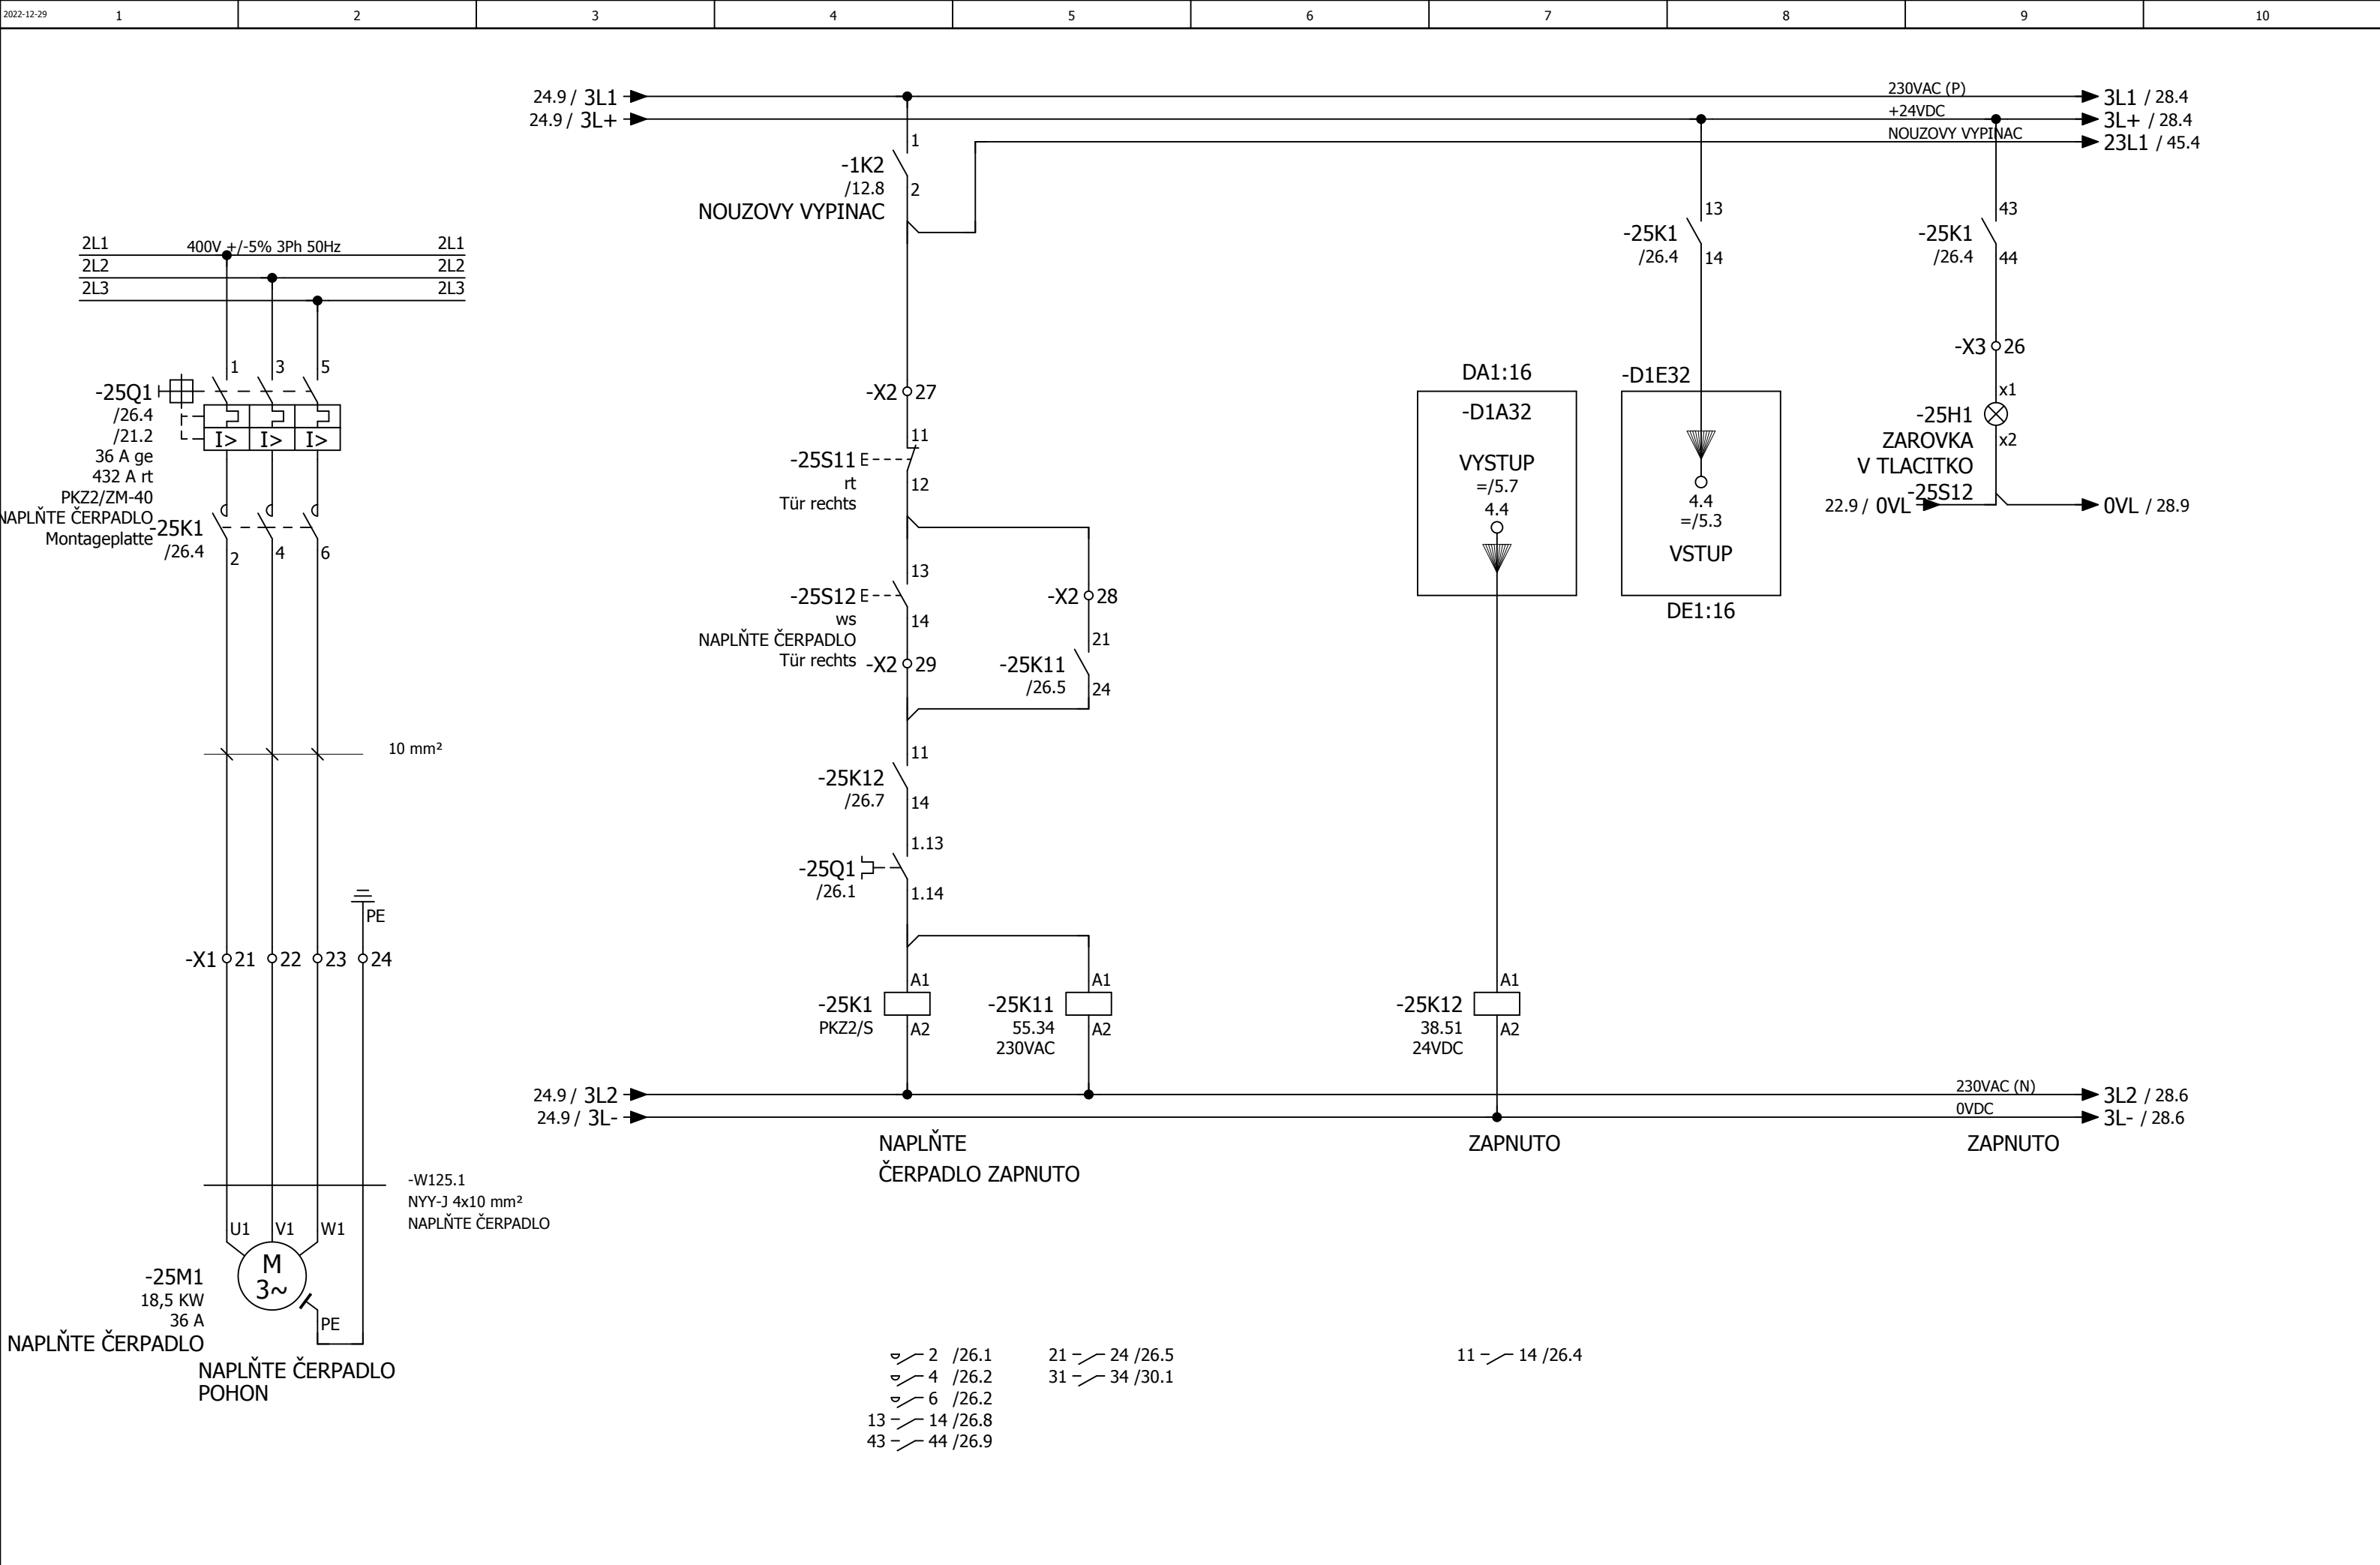 2022-12-29
1 2 3 4 5 6 7 8 9 10
24.9 / 3L1
24.9 / 3L+
230VAC (P)
+24VDC
NOUZOVY VYPINAC
3L1 / 28.4
3L+ / 28.4
23L1 / 45.4
1
-1K2
/12.8
2
NOUZOVY VYPINAC
2L1 400V +/-5% 3Ph 50Hz 2L1
2L2 2L2
2L3 2L3
1 3 5
-25Q1
/26.4
/21.2
36 A ge
432 A rt
PKZ2/ZM-40
NAPLŇTE ČERPADLO
Montageplatte
I> I> I>
-25K1
/26.4
2 4 6
10 mm²
PE
-X1 21 22 23 24
-W125.1
NYY-J 4x10 mm²
NAPLŇTE ČERPADLO
U1 V1 W1
M
3~
-25M1
18,5 KW
36 A
NAPLŇTE ČERPADLO
PE
NAPLŇTE ČERPADLO
POHON
-X2 27
11
-25S11 E
rt
12
Tür rechts
13
-25S12 E
ws
14
NAPLŇTE ČERPADLO
Tür rechts
-X2 29
-X2 28
21
-25K11
/26.5
24
11
-25K12
/26.7
14
1.13
-25Q1
/26.1
1.14
A1
-25K1
PKZ2/S
A2
A1
-25K11
55.34
230VAC
A2
A1
-25K12
38.51
24VDC
A2
DA1:16
-D1A32
VYSTUP
=/5.7
4.4
13
-25K1
/26.4
14
-D1E32
4.4
=/5.3
VSTUP
DE1:16
43
-25K1
/26.4
44
-X3 26
x1
-25H1
ZAROVKA
x2
V TLACITKO
-25S12
22.9 / 0VL
0VL / 28.9
24.9 / 3L2
24.9 / 3L-
230VAC (N)
0VDC
3L2 / 28.6
3L- / 28.6
NAPLŇTE
ČERPADLO ZAPNUTO
ZAPNUTO
ZAPNUTO
2 /26.1
4 /26.2
6 /26.2
13 14 /26.8
43 44 /26.9
21 24 /26.5
31 34 /30.1
11 14 /26.4